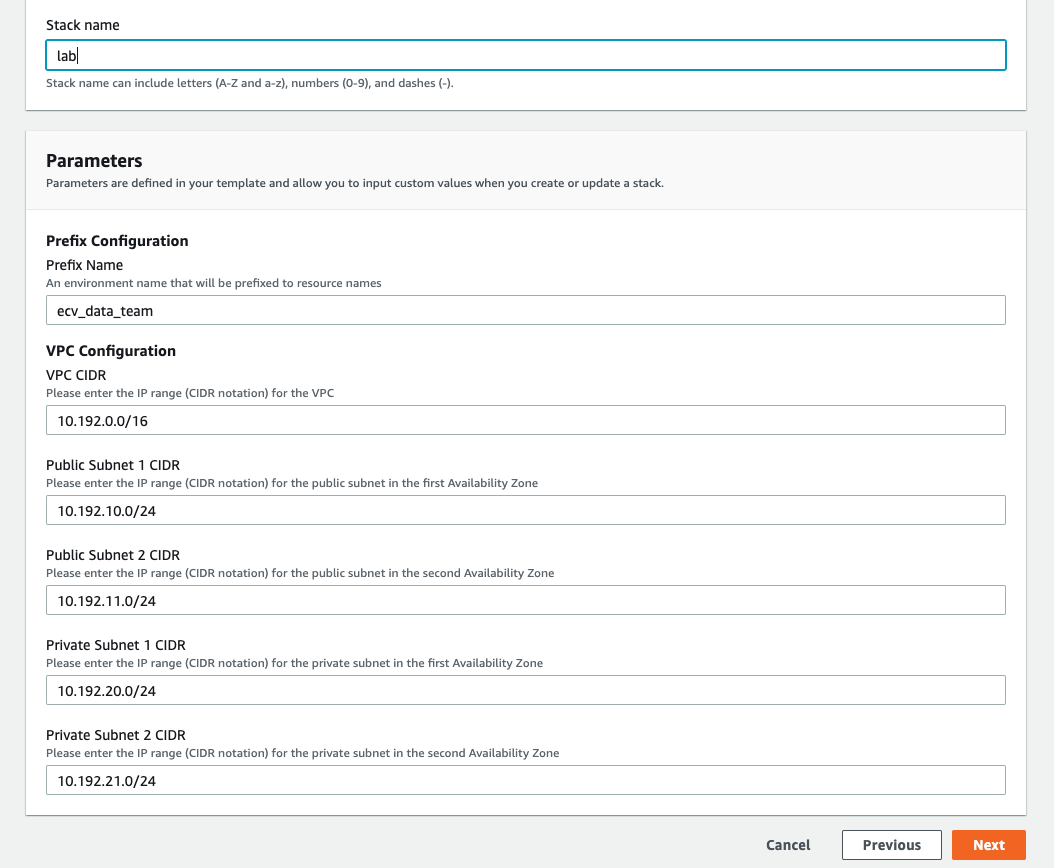 Stack name
lab
Stack name can include letters (A-Z and a-z), numbers (0-9), and dashes (-).
Parameters
Parameters are defined in your template and allow you to input custom values when you create or update a stack.
Prefix Configuration
Prefix Name
An environment name that will be prefixed to resource names
ecv_data_team
VPC Configuration
VPC CIDR
Please enter the IP range (CIDR notation) for the VPC
10.192.0.0/16
Public Subnet 1 CIDR
Please enter the IP range (CIDR notation) for the public subnet in the first Availability Zone
10.192.10.0/24
Public Subnet 2 CIDR
Please enter the IP range (CIDR notation) for the public subnet in the second Availability Zone
10.192.11.0/24
Private Subnet 1 CIDR
Please enter the IP range (CIDR notation) for the private subnet in the first Availability Zone
10.192.20.0/24
Private Subnet 2 CIDR
Please enter the IP range (CIDR notation) for the private subnet in the second Availability Zone
10.192.21.0/24
Cancel Previous Next